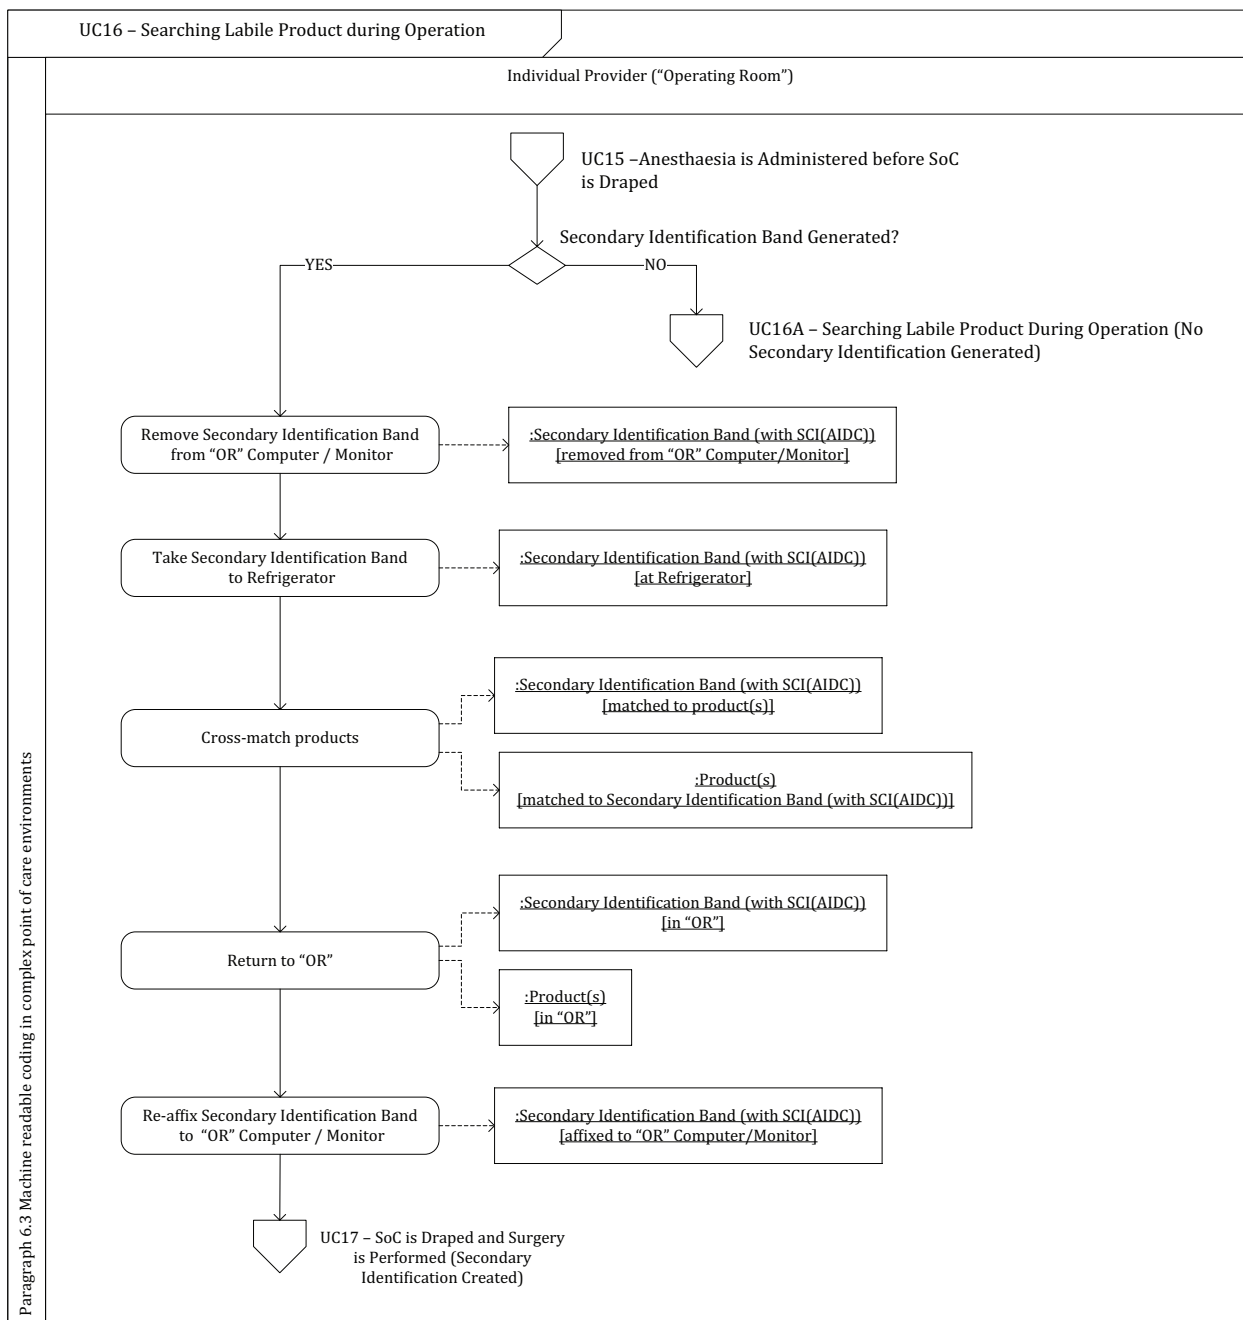 UC16 – Searching Labile Product during Operation
Individual Provider (“Operating Room”)
Paragraph 6.3 Machine readable coding in complex point of care environments
UC15 –Anesthaesia is Administered before SoC
is Draped
Secondary Identification Band Generated?
YES
NO
UC16A – Searching Labile Product During Operation (No
Secondary Identification Generated)
Remove Secondary Identification Band
from “OR” Computer / Monitor
:Secondary Identification Band (with SCI(AIDC))
[removed from “OR” Computer/Monitor]
Take Secondary Identification Band
to Refrigerator
:Secondary Identification Band (with SCI(AIDC))
[at Refrigerator]
Cross-match products
:Secondary Identification Band (with SCI(AIDC))
[matched to product(s)]
:Product(s)
[matched to Secondary Identification Band (with SCI(AIDC))]
Return to “OR”
:Secondary Identification Band (with SCI(AIDC))
[in “OR”]
:Product(s)
[in “OR”]
Re-affix Secondary Identification Band
to “OR” Computer / Monitor
:Secondary Identification Band (with SCI(AIDC))
[affixed to “OR” Computer/Monitor]
UC17 – SoC is Draped and Surgery
is Performed (Secondary
Identification Created)